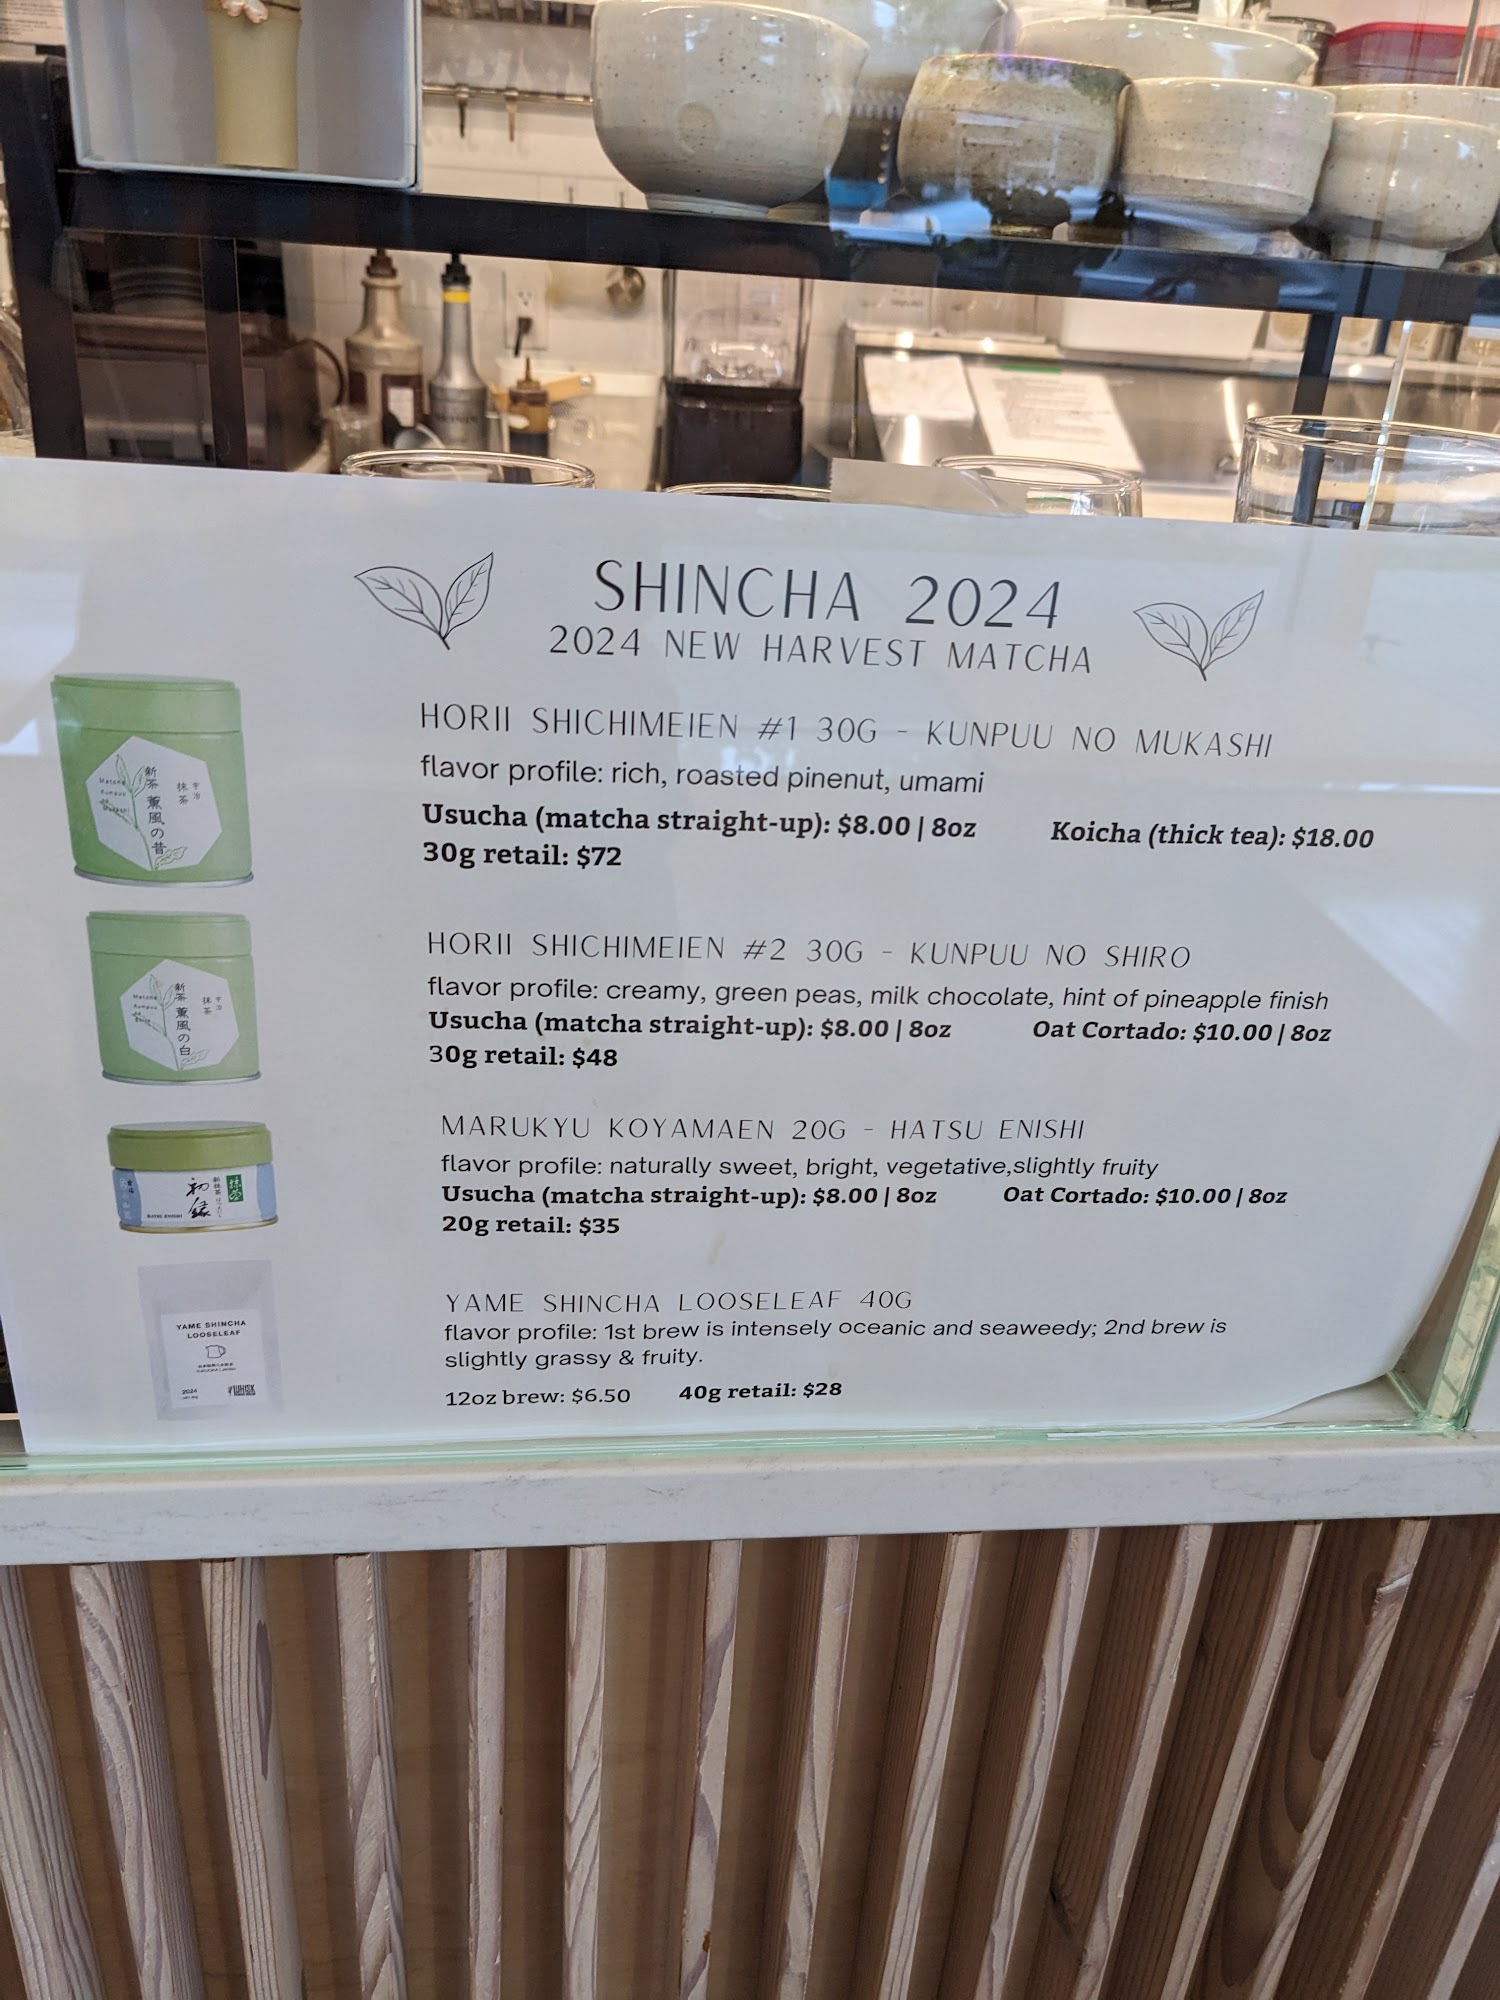 SHINCHA 2024
2024 NEW HARVEST MATCHA
HORII SHICHIMEIEN #1 30G - KUNPUU NO MUKASHI
flavor profile: rich, roasted pinenut, umami
Usucha (matcha straight-up): $8.00 | 8oz Koicha (thick tea): $18.00
30g retail: $72
新茶 薫風の昔
宇治
抹茶
HORII SHICHIMEIEN #2 30G - KUNPUU NO SHIRO
flavor profile: creamy, green peas, milk chocolate, hint of pineapple finish
Usucha (matcha straight-up): $8.00 | 8oz Oat Cortado: $10.00 | 8oz
30g retail: $48
新茶 薫風の白
宇治
抹茶
MARUKYU KOYAMAEN 20G - HATSU ENISHI
flavor profile: naturally sweet, bright, vegetative,slightly fruity
Usucha (matcha straight-up): $8.00 | 8oz Oat Cortado: $10.00 | 8oz
20g retail: $35
初縁
抹茶
YAME SHINCHA LOOSELEAF 40G
flavor profile: 1st brew is intensely oceanic and seaweedy; 2nd brew is
slightly grassy & fruity.
12oz brew: $6.50 40g retail: $28
YAME SHINCHA
LOOSELEAF
2024
WHISK